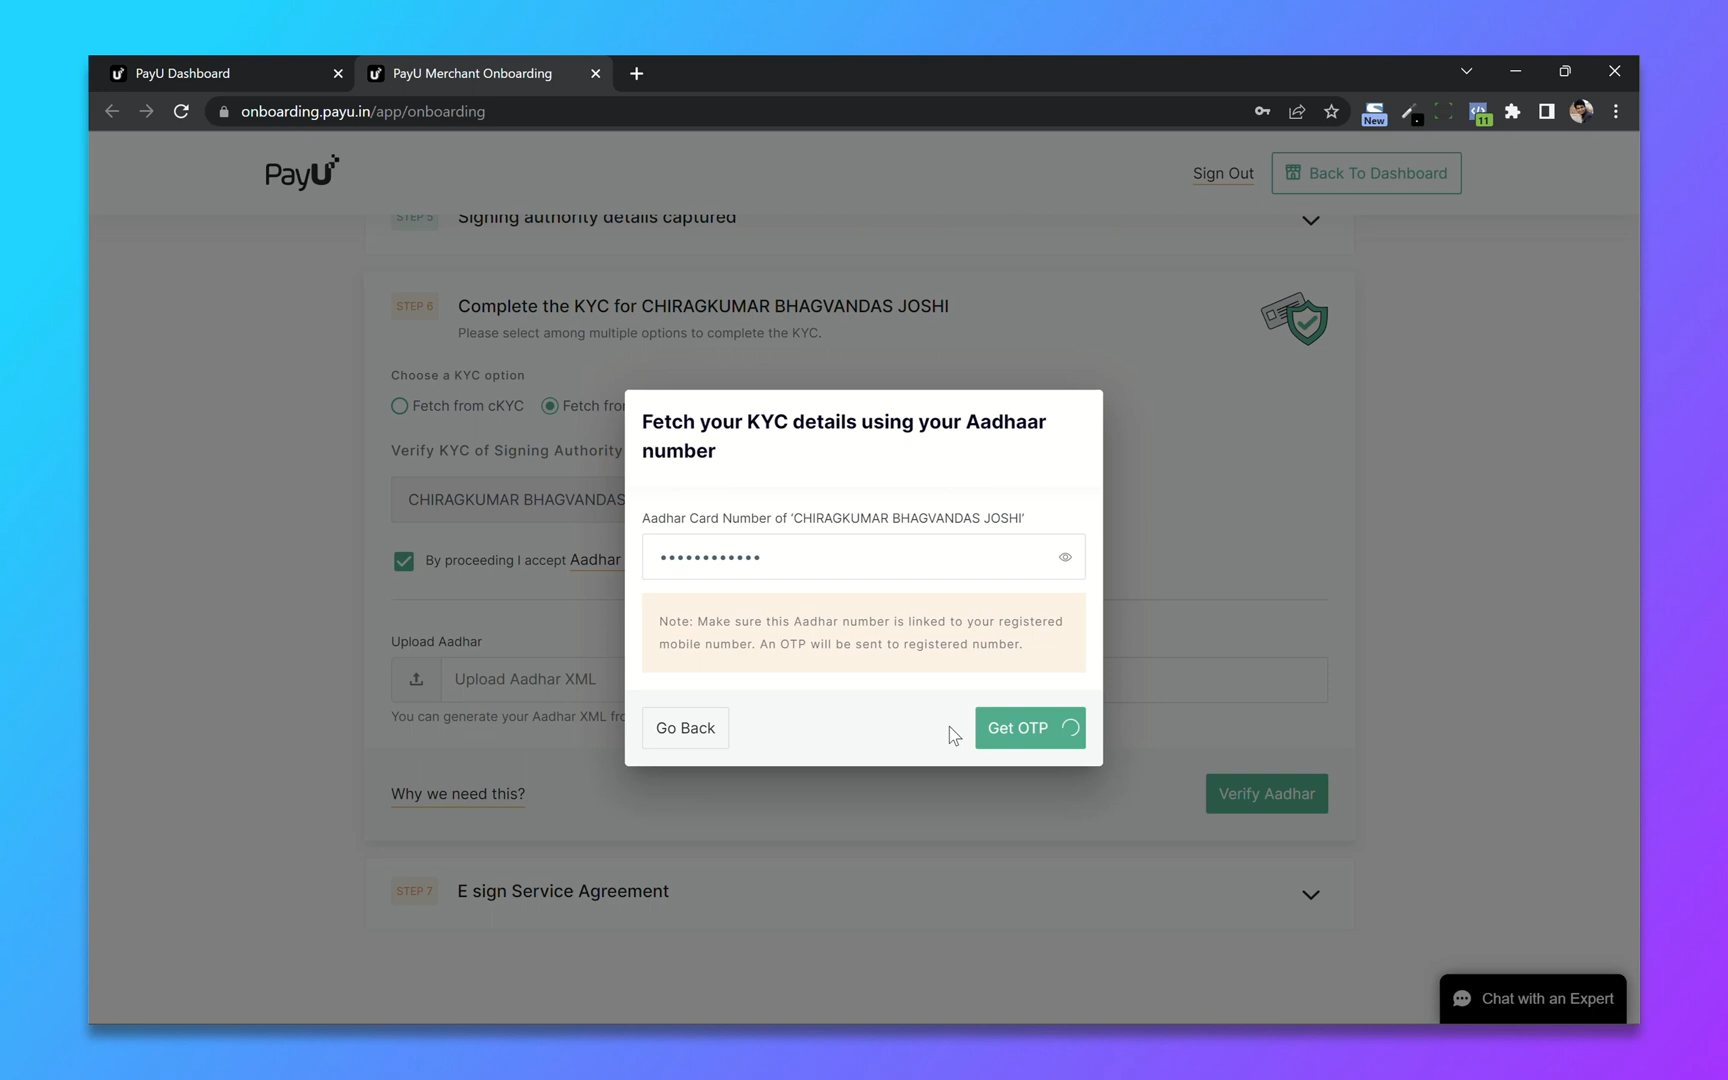 PayU Dashboard
PayU Merchant Onboarding
onboarding.payu.in/app/onboarding
New
11
PayU
Sign Out
Back To Dashboard
STEP 5
Signing authority details captured
STEP 6
Complete the KYC for CHIRAGKUMAR BHAGVANDAS JOSHI
Please select among multiple options to complete the KYC.
Choose a KYC option
Fetch from cKYC
Fetch from
Verify KYC of Signing Authority
CHIRAGKUMAR BHAGVANDAS
By proceeding I accept Aadhar
Upload Aadhar
Upload Aadhar XML
You can generate your Aadhar XML
Why we need this?
Verify Aadhar
Fetch your KYC details using your Aadhaar
number
Aadhar Card Number of ‘CHIRAGKUMAR BHAGVANDAS JOSHI’
••••••••••••
Note: Make sure this Aadhar number is linked to your registered
mobile number. An OTP will be sent to registered number.
Go Back
Get OTP
STEP 7
E sign Service Agreement
Chat with an Expert